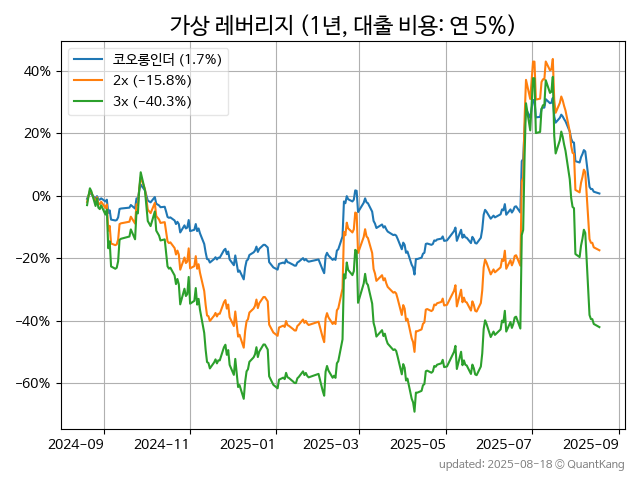 가상 레버리지 (1년, 대출 비용: 연 5%)
코오롱인더 (1.7%)
2x (−15.8%)
3x (−40.3%)
40%
20%
0%
−20%
−40%
−60%
2024-09 2024-11 2025-01 2025-03 2025-05 2025-07 2025-09
updated: 2025-08-18 © QuantKang